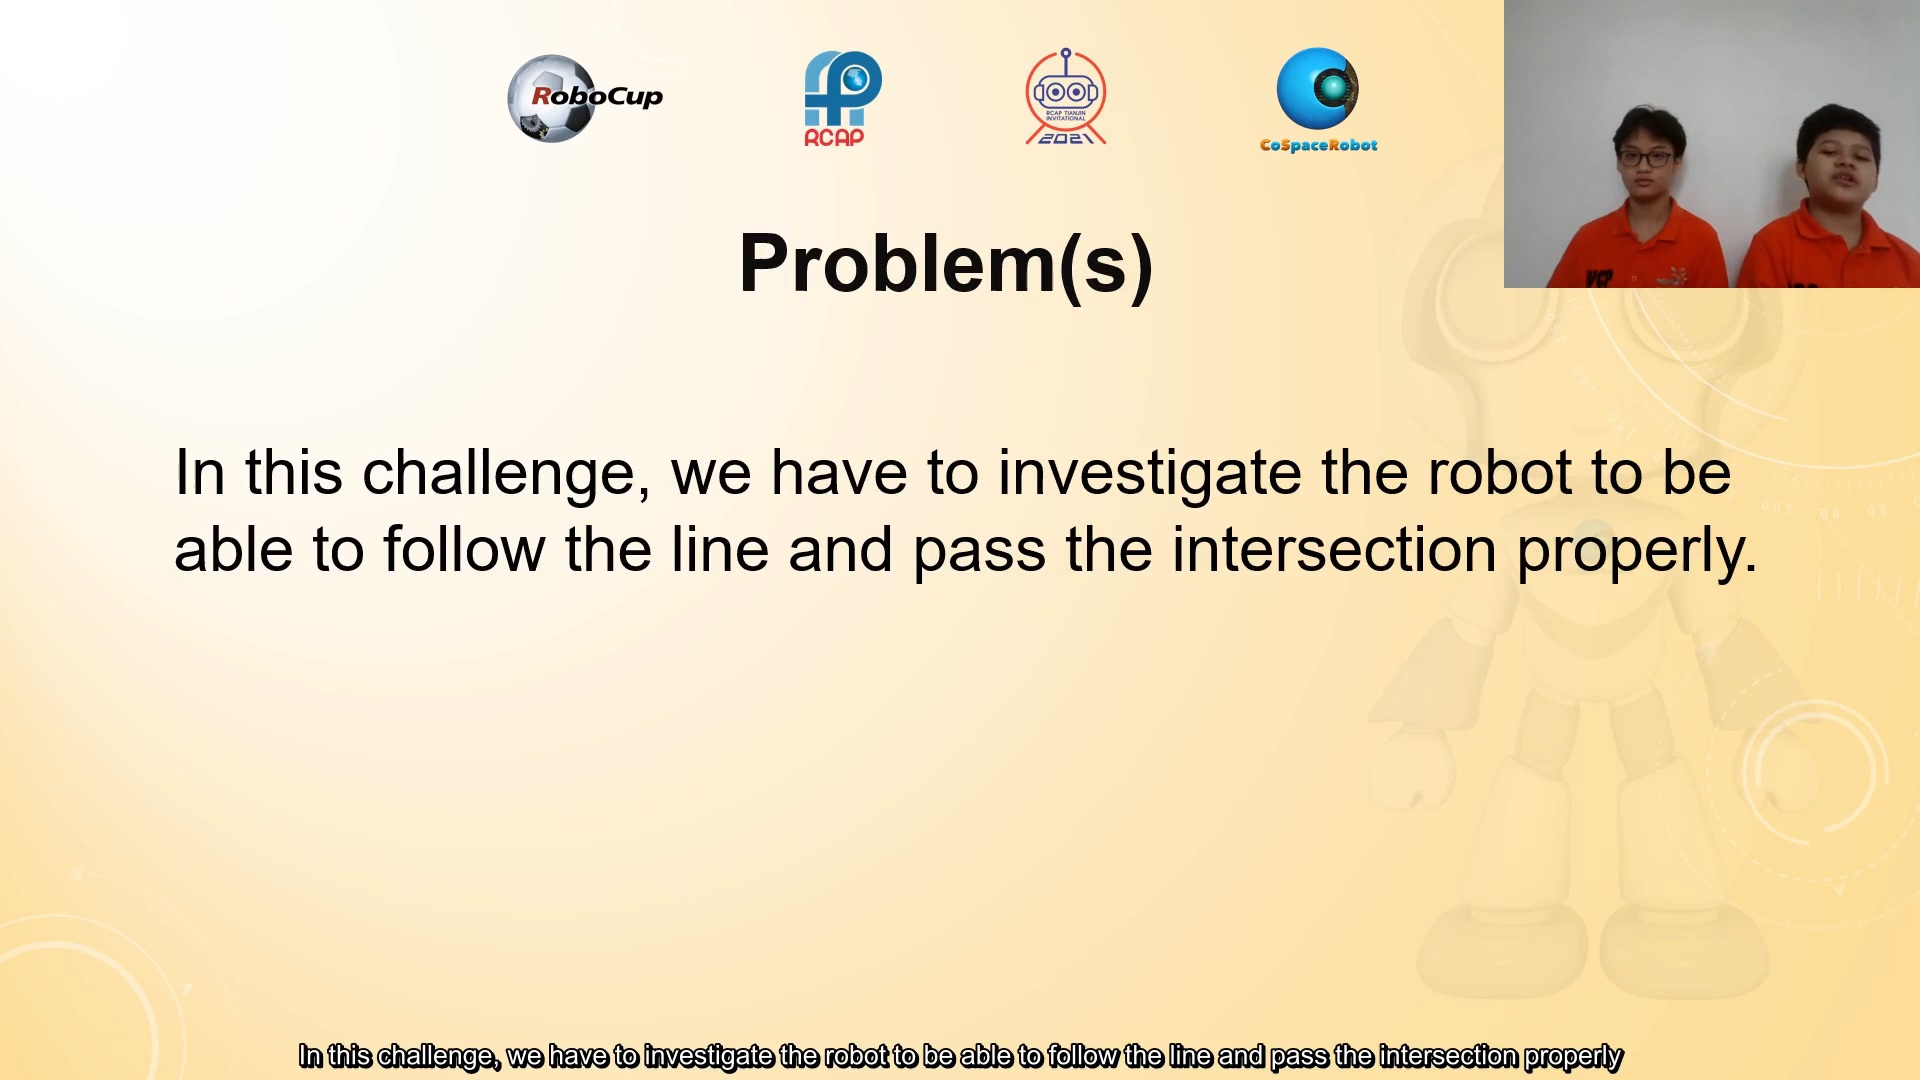 RoboCup
RCAP
RCAP TIANJIN
INVITATIONAL
2021
CoSpaceRobot
Problem(s)
In this challenge, we have to investigate the robot to be
able to follow the line and pass the intersection properly.
In this challenge, we have to investigate the robot to be able to follow the line and pass the intersection properly